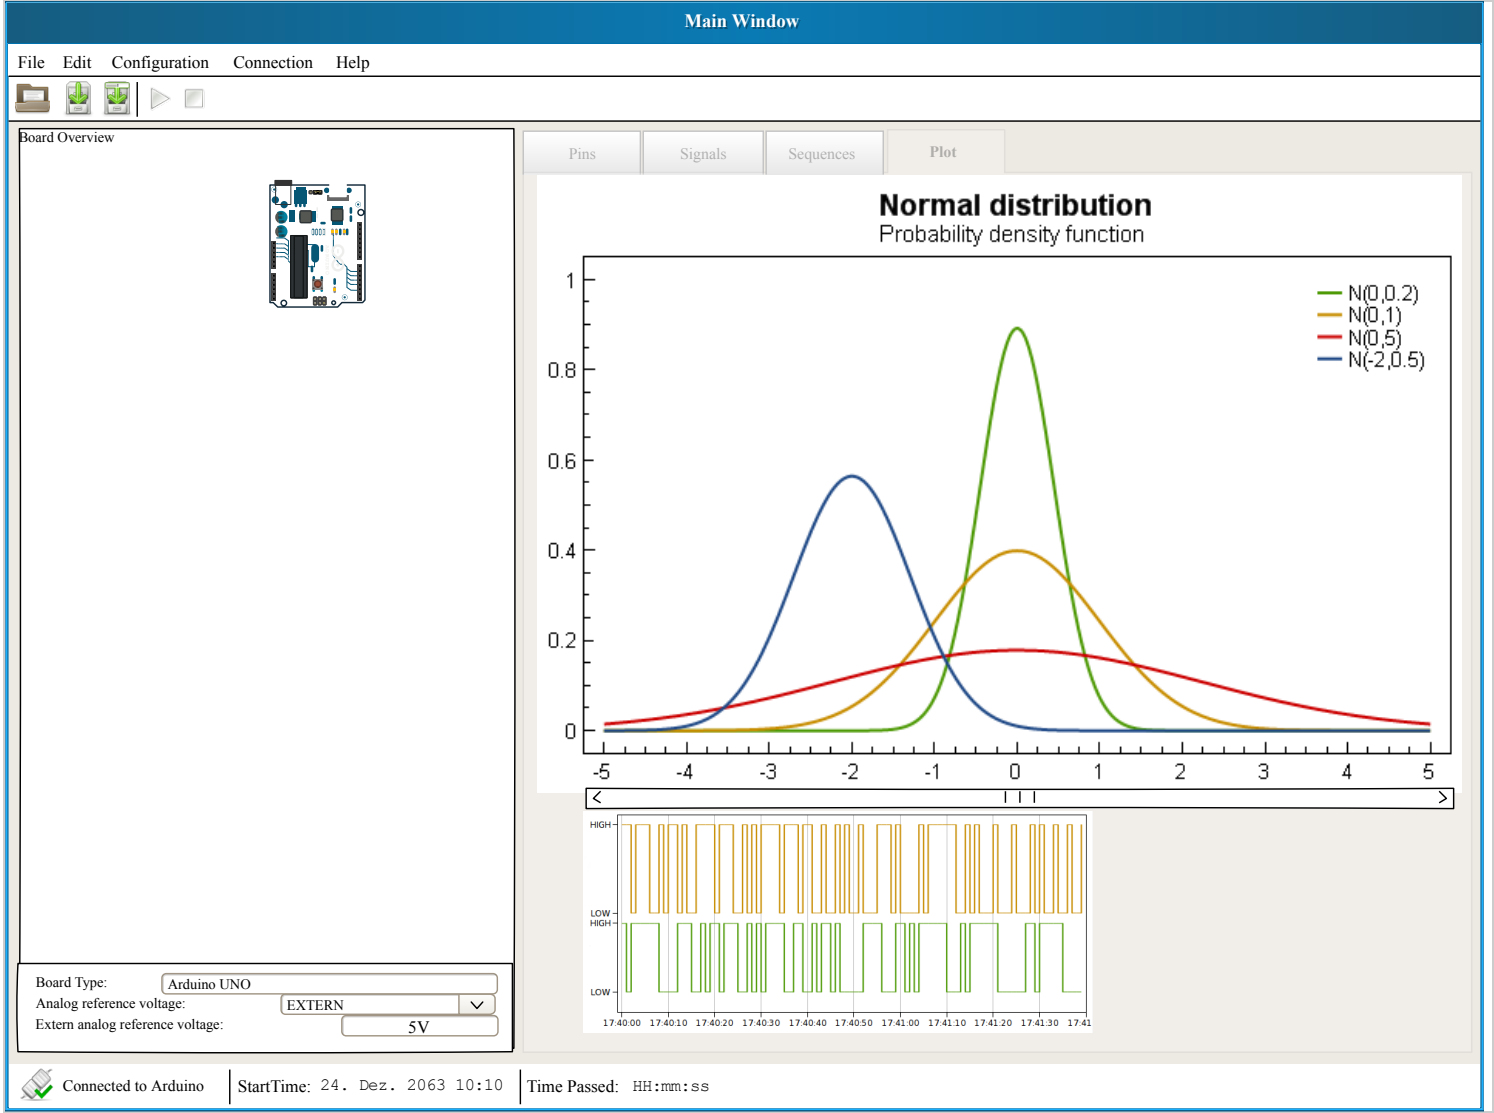 Main Window
File Edit Configuration Connection Help
Board Overview
Pins Signals Sequences Plot
Normal distribution
Probability density function
N(0,0.2)
N(0,1)
N(0,5)
N(-2,0.5)
1
0.8
0.6
0.4
0.2
0
-5 -4 -3 -2 -1 0 1 2 3 4 5
HIGH
LOW
HIGH
LOW
17:40:00 17:40:10 17:40:20 17:40:30 17:40:40 17:40:50 17:41:00 17:41:10 17:41:20 17:41:30 17:41
Board Type: Arduino UNO
Analog reference voltage: EXTERN
Extern analog reference voltage: 5V
Connected to Arduino StartTime: 24. Dez. 2063 10:10 Time Passed: HH:mm:ss